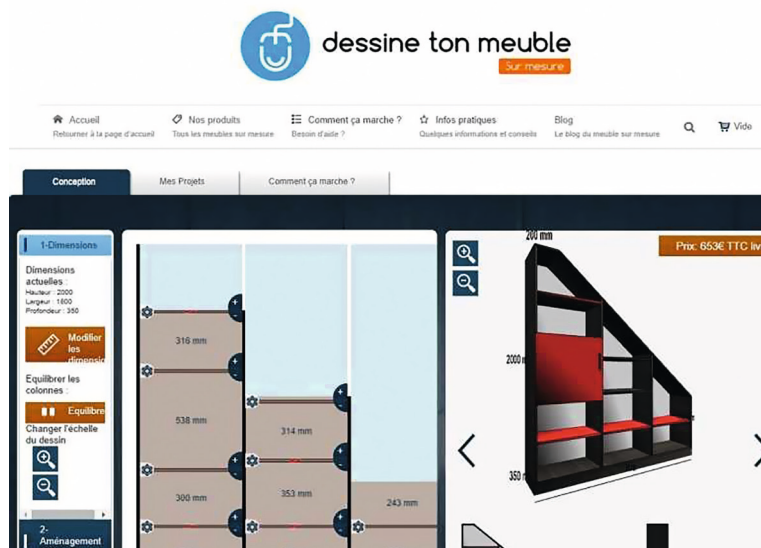 dessine ton meuble
Sur mesure
Accueil
Retourner à la page d'accueil
Nos produits
Tous les meubles sur mesure
Comment ça marche ?
Besoin d'aide ?
Infos pratiques
Quelques informations et conseils
Blog
Le blog du meuble sur mesure
Vide
Conception
Mes Projets
Comment ça marche ?
1-Dimensions
Dimensions
actuelles :
Hauteur : 2000
Largeur : 1800
Profondeur : 350
Modifier
les
dimensio
Equilibrer les
colonnes :
Equilibre
Changer l'échelle
du dessin
2-
Aménagement
316 mm
538 mm
300 mm
314 mm
353 mm
243 mm
200 mm
Prix: 653€ TTC liv
2000
350